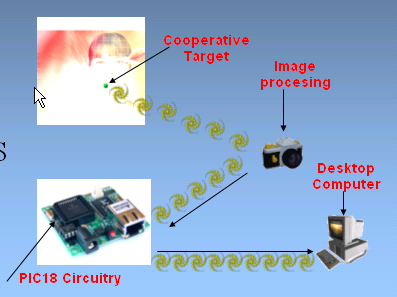 Cooperative
Target
Image
procesing
S
Desktop
Computer
PIC18 Circuitry